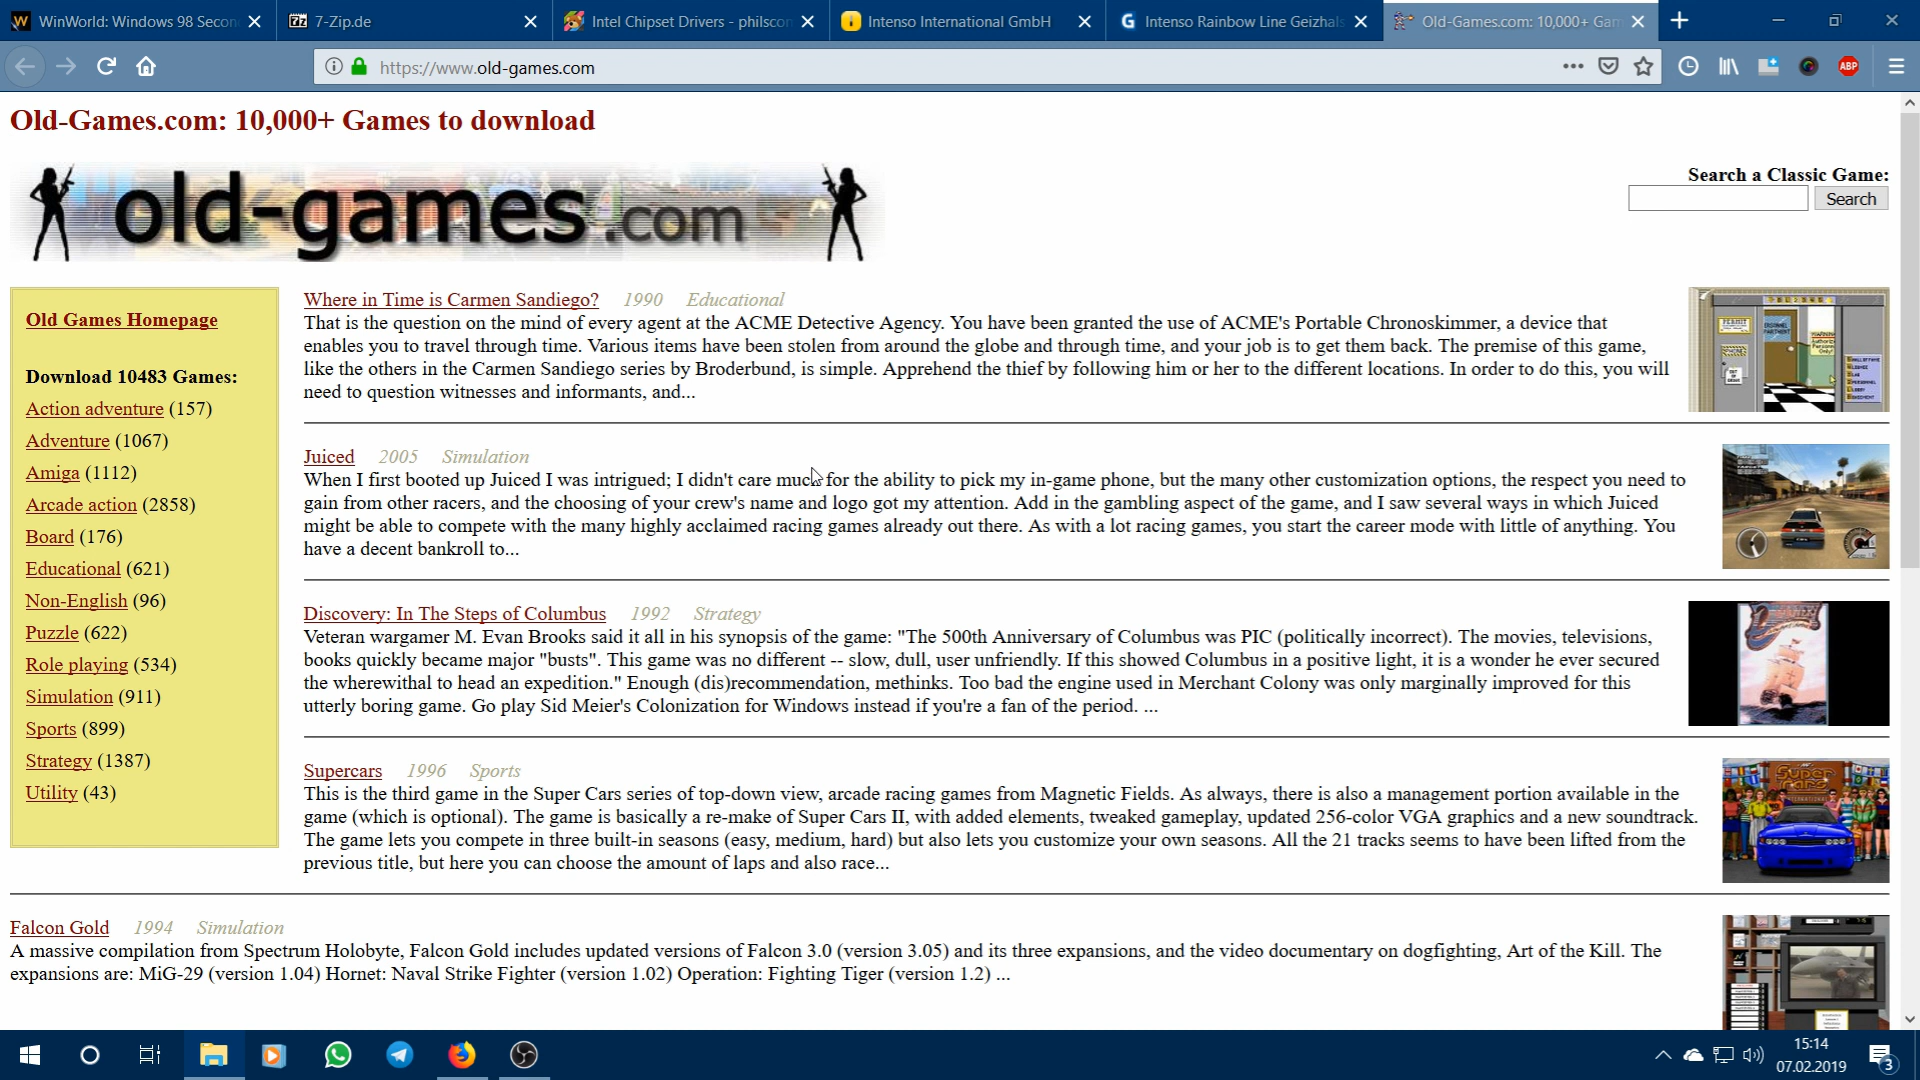 WinWorld: Windows 98 Secon
7-Zip.de
Intel Chipset Drivers - philscon
Intenso International GmbH
Intenso Rainbow Line Geizhals
Old-Games.com: 10,000+ Gam
https://www.old-games.com
ABP
Old-Games.com: 10,000+ Games to download
old-games.com
Search a Classic Game:
Search
Old Games Homepage
Download 10483 Games:
Action adventure (157)
Adventure (1067)
Amiga (1112)
Arcade action (2858)
Board (176)
Educational (621)
Non-English (96)
Puzzle (622)
Role playing (534)
Simulation (911)
Sports (899)
Strategy (1387)
Utility (43)
Where in Time is Carmen Sandiego? 1990 Educational
That is the question on the mind of every agent at the ACME Detective Agency. You have been granted the use of ACME's Portable Chronoskimmer, a device that
enables you to travel through time. Various items have been stolen from around the globe and through time, and your job is to get them back. The premise of this game,
like the others in the Carmen Sandiego series by Broderbund, is simple. Apprehend the thief by following him or her to the different locations. In order to do this, you will
need to question witnesses and informants, and...
Juiced 2005 Simulation
When I first booted up Juiced I was intrigued; I didn't care much for the ability to pick my in-game phone, but the many other customization options, the respect you need to
gain from other racers, and the choosing of your crew's name and logo got my attention. Add in the gambling aspect of the game, and I saw several ways in which Juiced
might be able to compete with the many highly acclaimed racing games already out there. As with a lot racing games, you start the career mode with little of anything. You
have a decent bankroll to...
Discovery: In The Steps of Columbus 1992 Strategy
Veteran wargamer M. Evan Brooks said it all in his synopsis of the game: "The 500th Anniversary of Columbus was PIC (politically incorrect). The movies, televisions,
books quickly became major "busts". This game was no different -- slow, dull, user unfriendly. If this showed Columbus in a positive light, it is a wonder he ever secured
the wherewithal to head an expedition." Enough (dis)recommendation, methinks. Too bad the engine used in Merchant Colony was only marginally improved for this
utterly boring game. Go play Sid Meier's Colonization for Windows instead if you're a fan of the period. ...
Supercars 1996 Sports
This is the third game in the Super Cars series of top-down view, arcade racing games from Magnetic Fields. As always, there is also a management portion available in the
game (which is optional). The game is basically a re-make of Super Cars II, with added elements, tweaked gameplay, updated 256-color VGA graphics and a new soundtrack.
The game lets you compete in three built-in seasons (easy, medium, hard) but also lets you customize your own seasons. All the 21 tracks seems to have been lifted from the
previous title, but here you can choose the amount of laps and also race...
Falcon Gold 1994 Simulation
A massive compilation from Spectrum Holobyte, Falcon Gold includes updated versions of Falcon 3.0 (version 3.05) and its three expansions, and the video documentary on dogfighting, Art of the Kill. The
expansions are: MiG-29 (version 1.04) Hornet: Naval Strike Fighter (version 1.02) Operation: Fighting Tiger (version 1.2) ...
15:14
07.02.2019
3